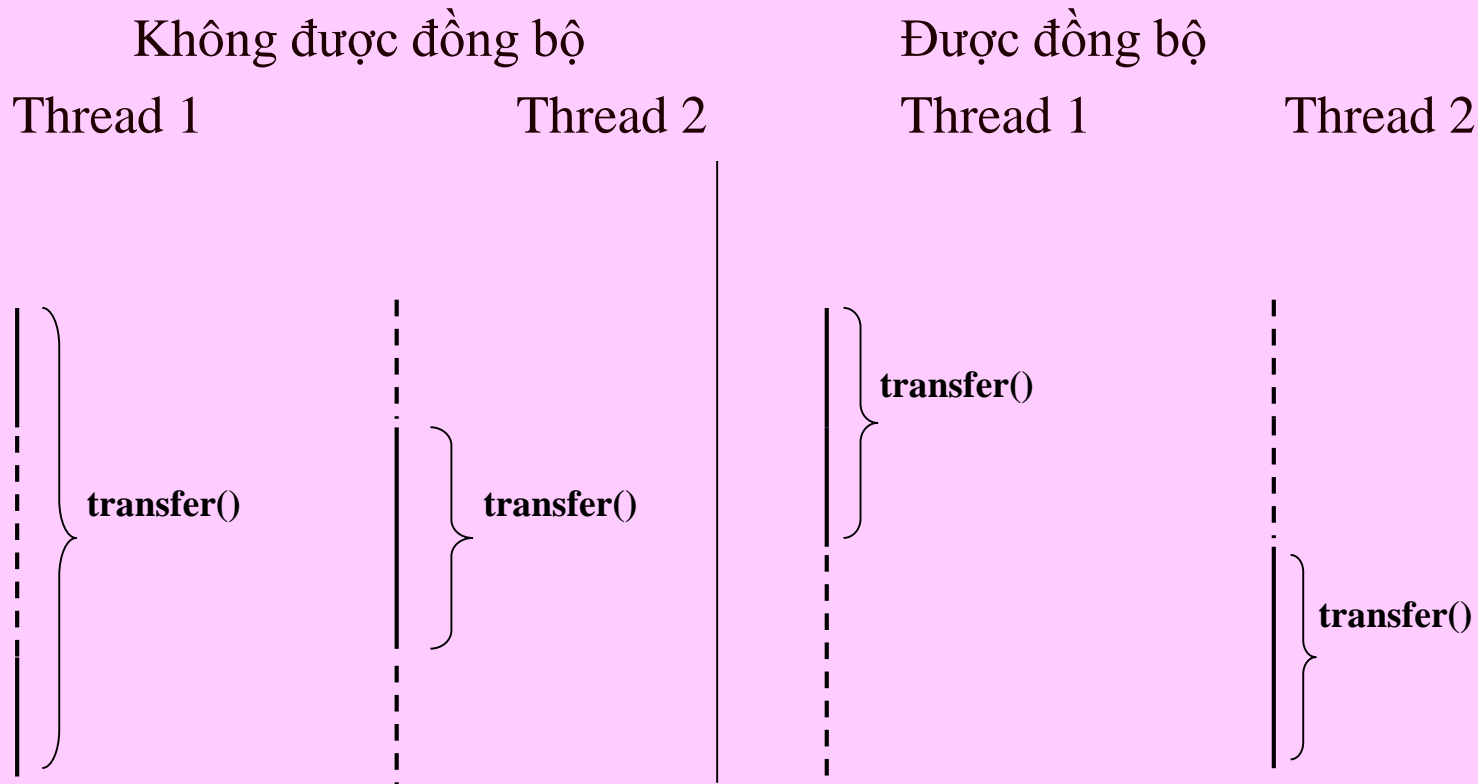 Không được đồng bộ
Được đồng bộ
Thread 1
Thread 2
Thread 1
Thread 2
transfer()
transfer()
transfer()
transfer()